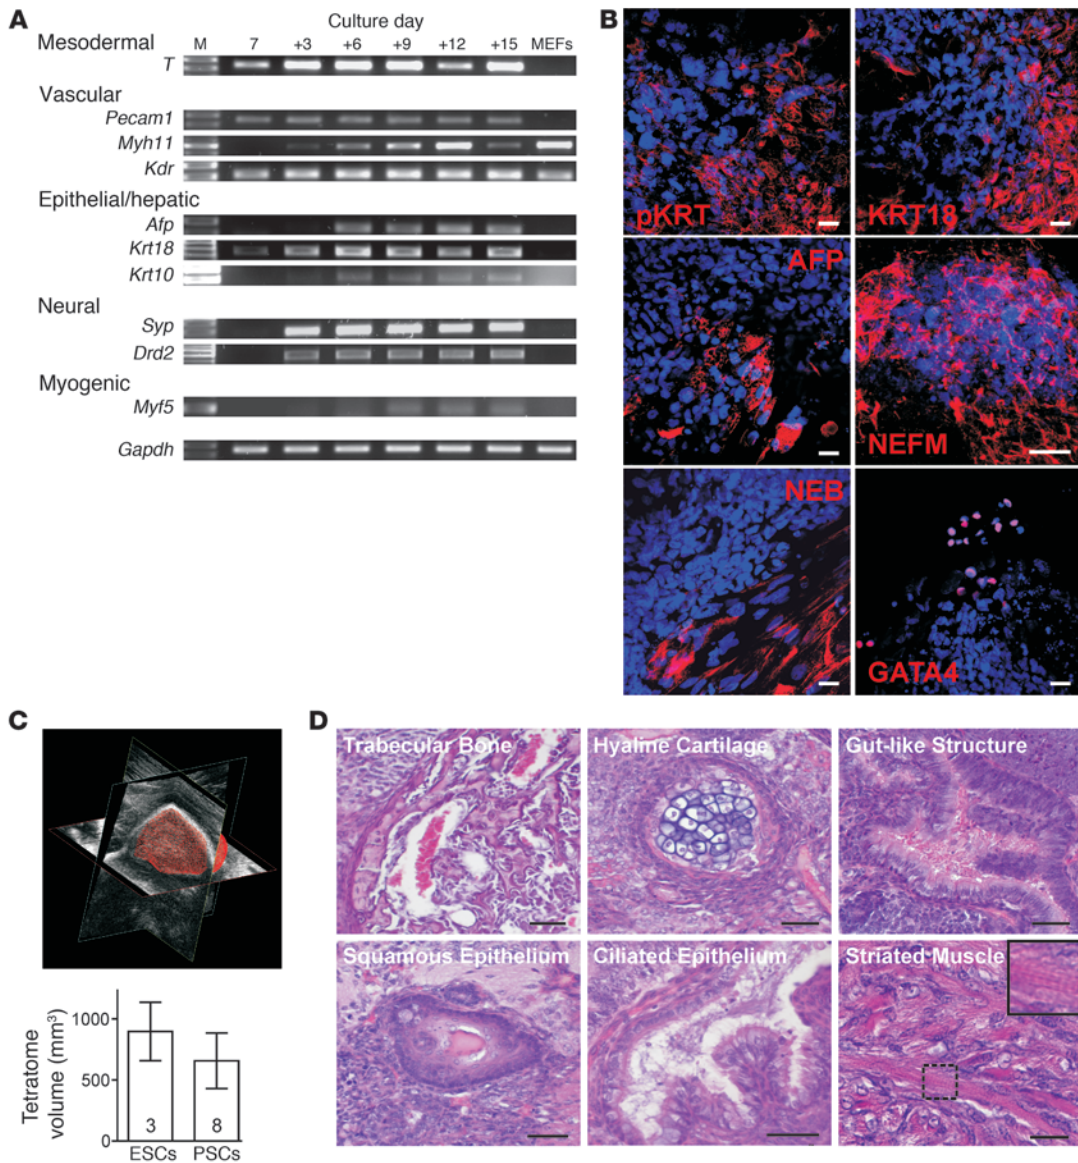 A
Culture day
Mesodermal M 7 +3 +6 +9 +12 +15 MEFs
T
Vascular
Pecam1
Myh11
Kdr
Epithelial/hepatic
Afp
Krt18
Krt10
Neural
Syp
Drd2
Myogenic
Myf5
Gapdh
B
pKRT
KRT18
AFP
NEFM
NEB
GATA4
C
Tetratome
volume (mm³)
1000
500
0
3 8
ESCs PSCs
D
Trabecular Bone
Hyaline Cartilage
Gut-like Structure
Squamous Epithelium
Ciliated Epithelium
Striated Muscle